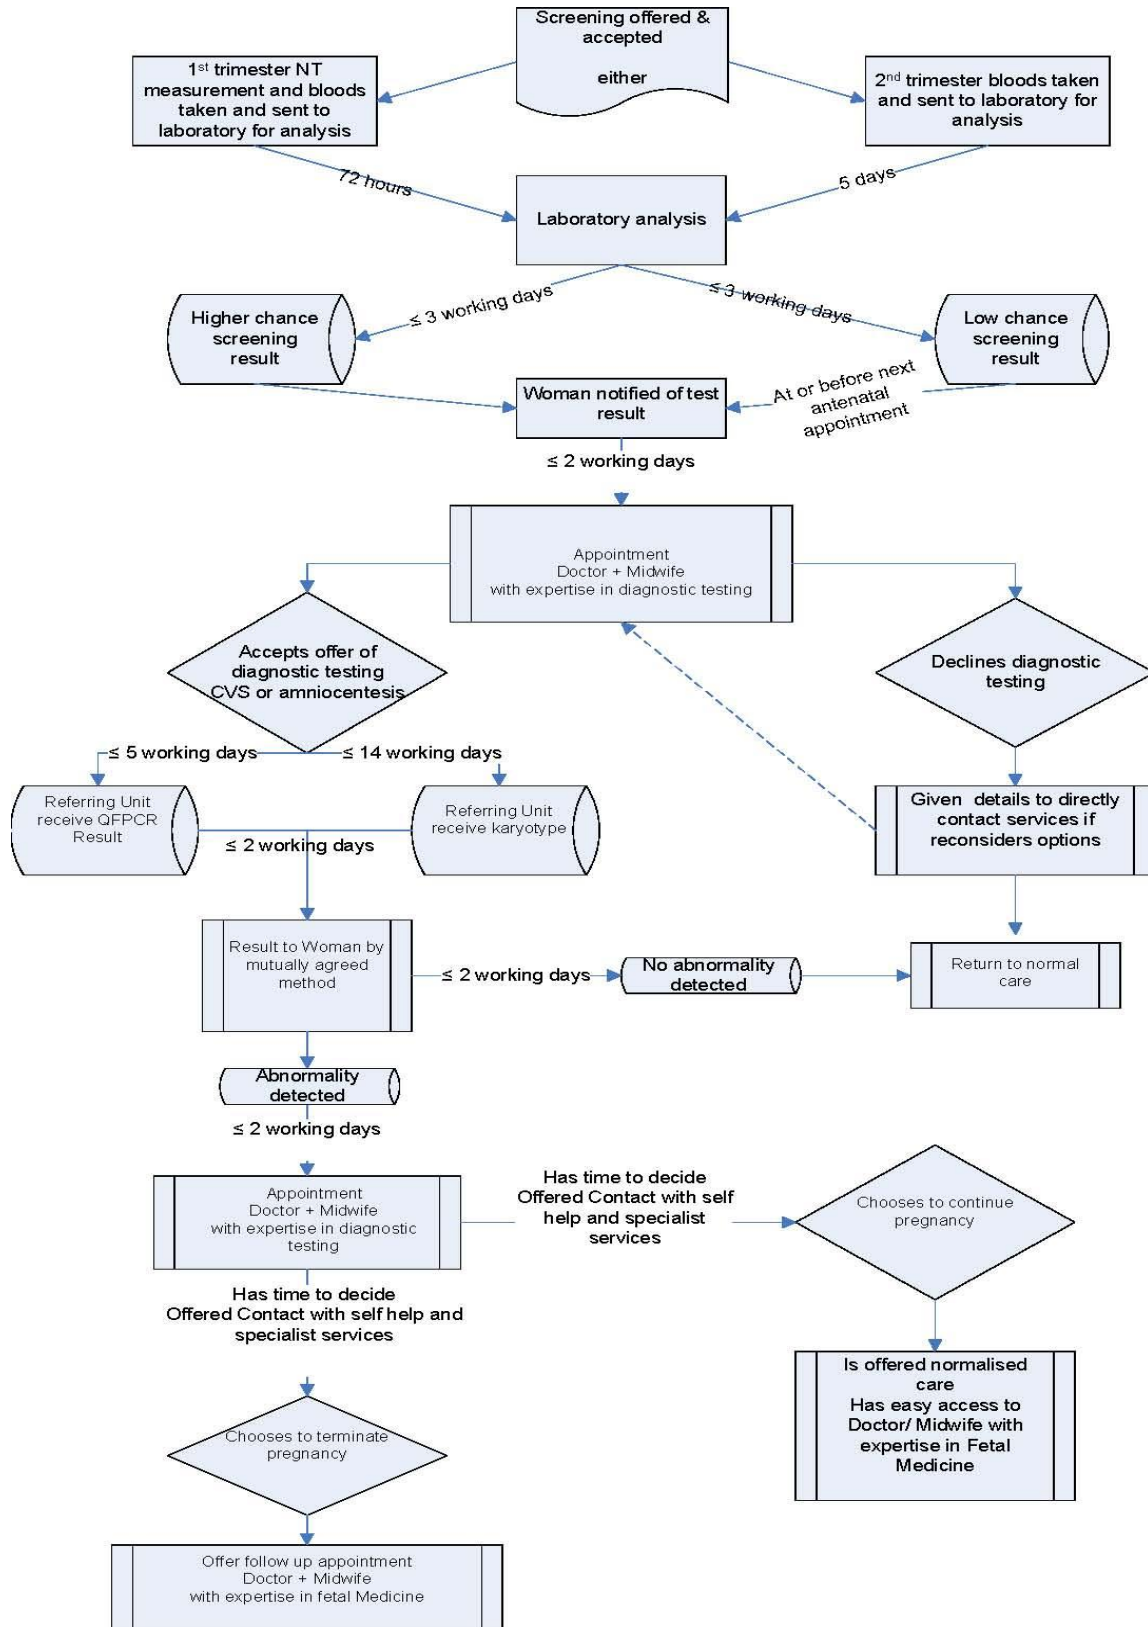 Screening offered &
accepted
either
1st trimester NT
measurement and bloods
taken and sent to
laboratory for analysis
2nd trimester bloods taken
and sent to laboratory for
analysis
72 hours
5 days
Laboratory analysis
≤ 3 working days
≤ 3 working days
Higher chance
screening
result
Low chance
screening
result
Woman notified of test
result
At or before next
antenatal
appointment
≤ 2 working days
Appointment
Doctor + Midwife
with expertise in diagnostic testing
Accepts offer of
diagnostic testing
CVS or amniocentesis
Declines diagnostic
testing
≤ 5 working days
≤ 14 working days
Referring Unit
receive QFPCR
Result
Referring Unit
receive karyotype
Given details to directly
contact services if
reconsiders options
≤ 2 working days
Result to Woman by
mutually agreed
method
≤ 2 working days
No abnormality
detected
Return to normal
care
Abnormality
detected
≤ 2 working days
Appointment
Doctor + Midwife
with expertise in diagnostic
testing
Has time to decide
Offered Contact with self
help and specialist
services
Chooses to continue
pregnancy
Has time to decide
Offered Contact with self help and
specialist services
Is offered normalised
care
Has easy access to
Doctor/ Midwife with
expertise in Fetal
Medicine
Chooses to terminate
pregnancy
Offer follow up appointment
Doctor + Midwife
with expertise in fetal Medicine